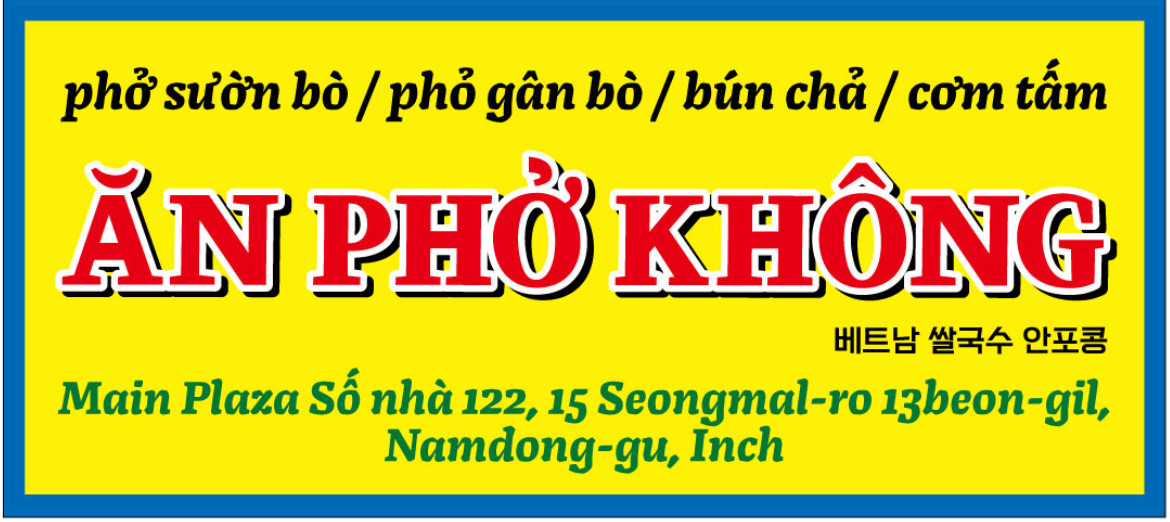 phở sườn bò / phỏ gân bò / bún chả / cơm tấm
ĂN PHỞ KHÔNG
베트남 쌀국수 안포콩
Main Plaza Số nhà 122, 15 Seongmal-ro 13beon-gil,
Namdong-gu, Inch